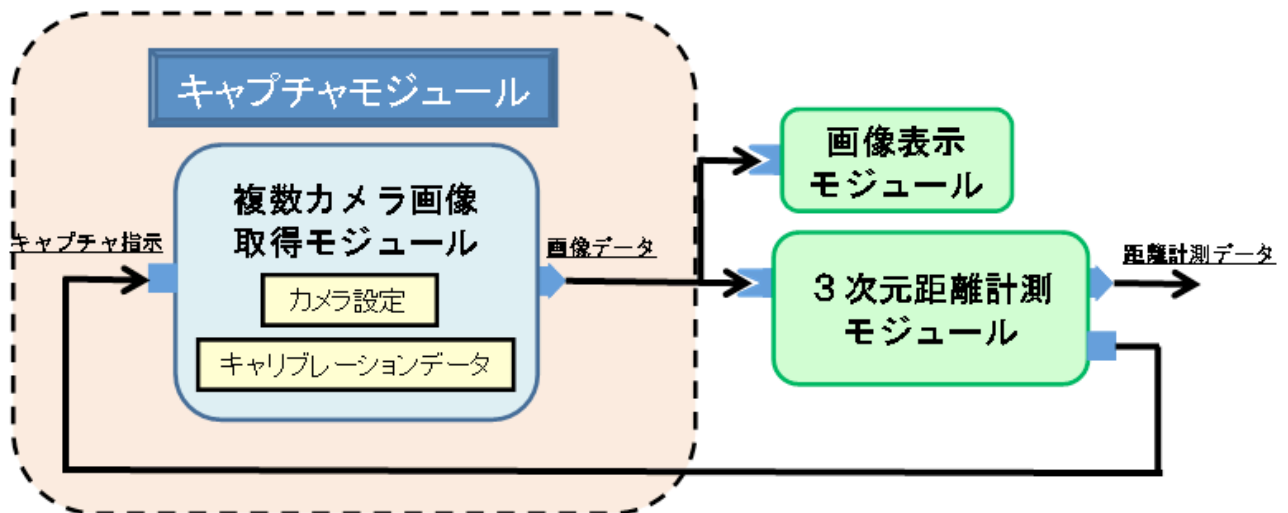 キャプチャモジュール
複数カメラ画像
取得モジュール
カメラ設定
キャリブレーションデータ
キャプチャ指示
画像データ
画像表示
モジュール
3次元距離計測
モジュール
距離計測データ